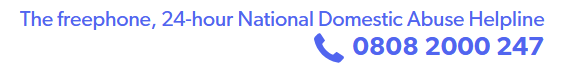 The freephone, 24-hour National Domestic Abuse Helpline
0808 2000 247